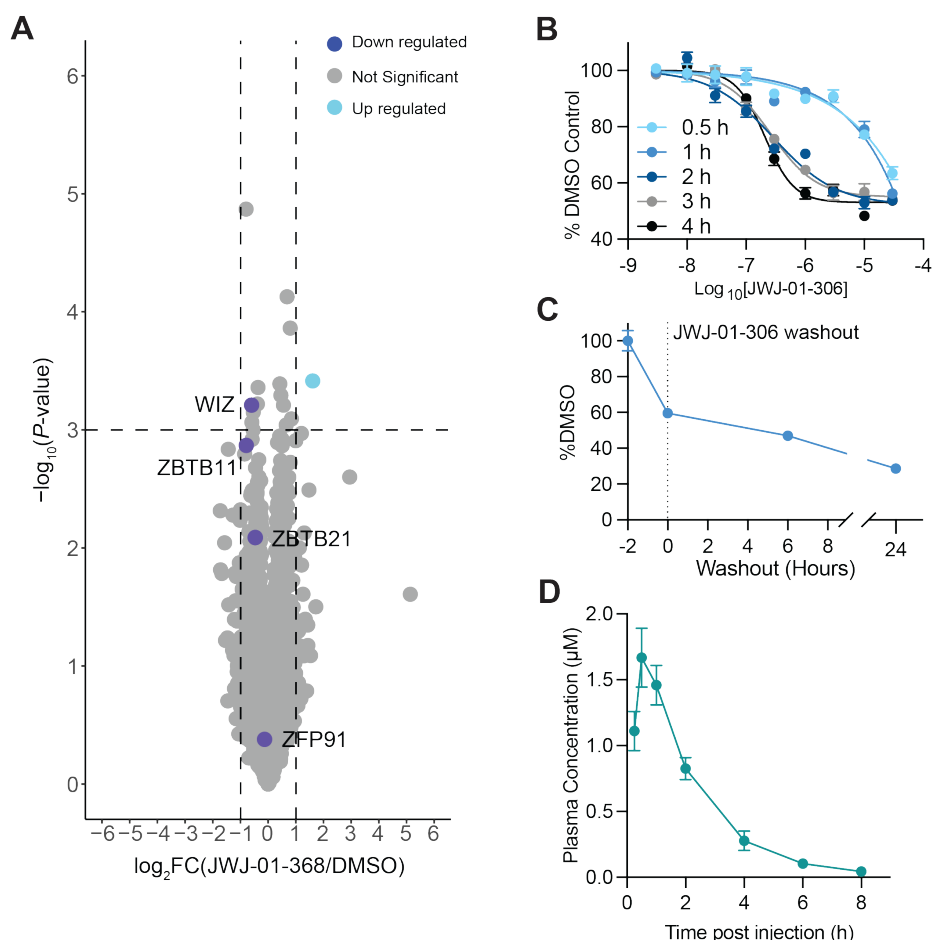 A
Down regulated
Not Significant
Up regulated
6
5
4
3
2
1
0
−log10(P-value)
WIZ
ZBTB11
ZBTB21
ZFP91
−6 −5 −4 −3 −2 −1 0 1 2 3 4 5 6
log2FC(JWJ-01-368/DMSO)
B
100
80
60
40
% DMSO Control
0.5 h
1 h
2 h
3 h
4 h
-9 -8 -7 -6 -5 -4
Log10[JWJ-01-306]
C
JWJ-01-306 washout
100
80
60
40
20
0
%DMSO
-2 0 2 4 6 8 24
Washout (Hours)
D
2.0
1.5
1.0
0.5
0.0
Plasma Concentration (µM)
0 2 4 6 8
Time post injection (h)